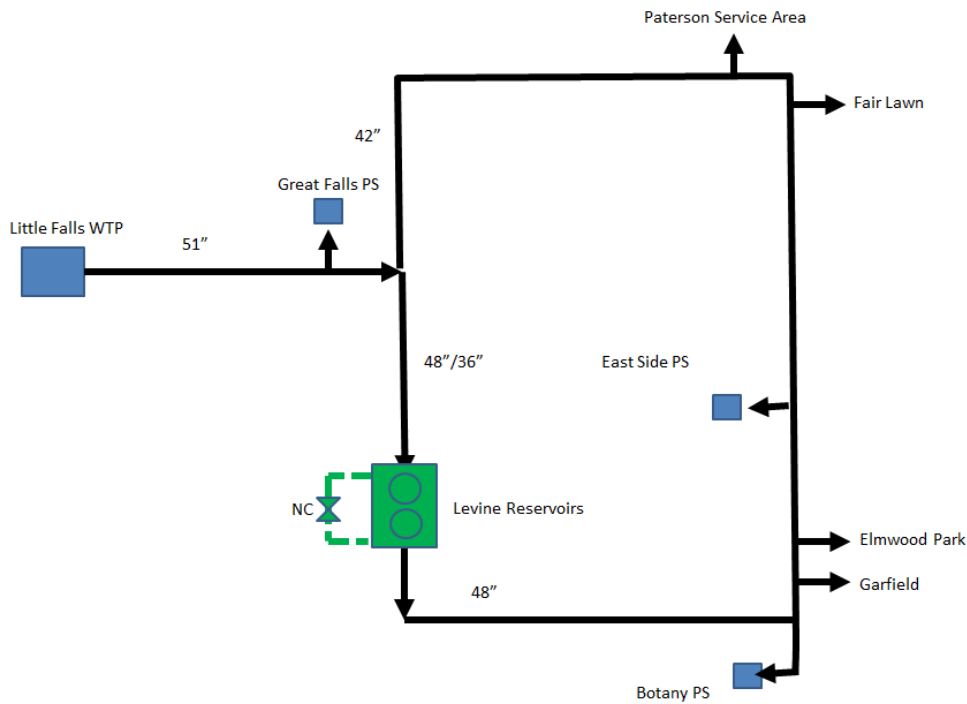 Paterson Service Area
Fair Lawn
42”
Great Falls PS
Little Falls WTP
51”
48”/36”
East Side PS
NC
Levine Reservoirs
Elmwood Park
Garfield
48”
Botany PS